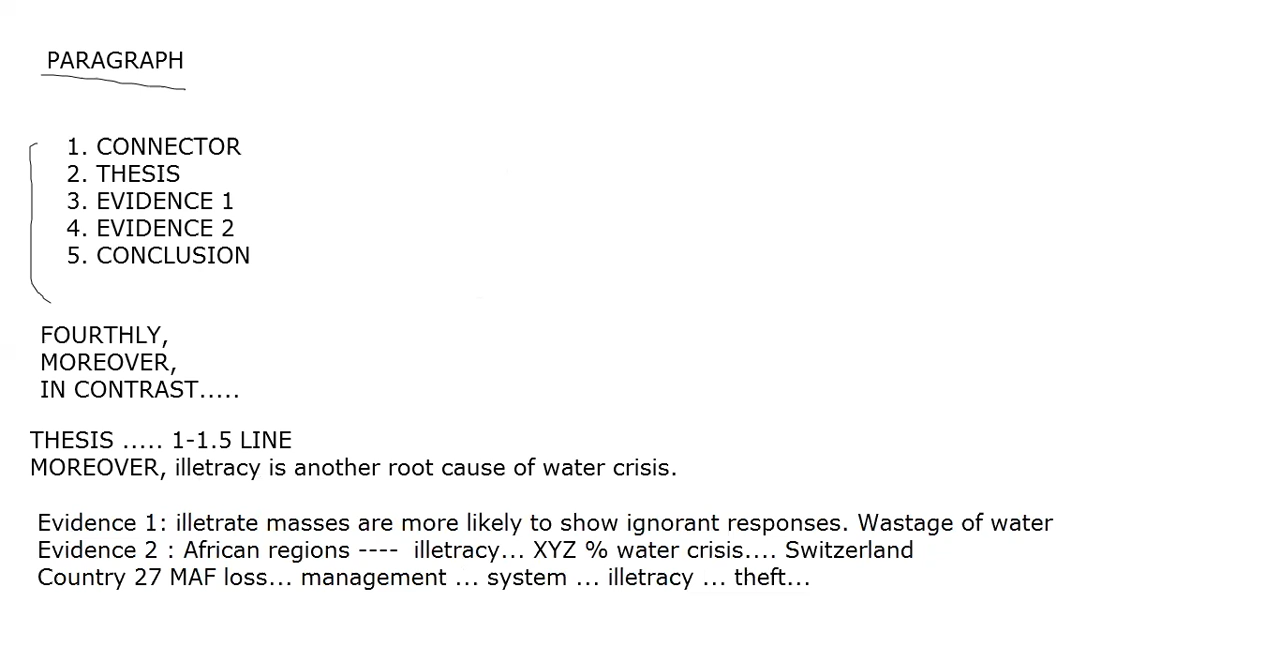 PARAGRAPH
1. CONNECTOR
2. THESIS
3. EVIDENCE 1
4. EVIDENCE 2
5. CONCLUSION
FOURTHLY,
MOREOVER,
IN CONTRAST.....
THESIS ..... 1-1.5 LINE
MOREOVER, illetracy is another root cause of water crisis.
Evidence 1: illetrate masses are more likely to show ignorant responses. Wastage of water
Evidence 2 : African regions ---- illetracy... XYZ % water crisis.... Switzerland
Country 27 MAF loss... management ... system ... illetracy ... theft...